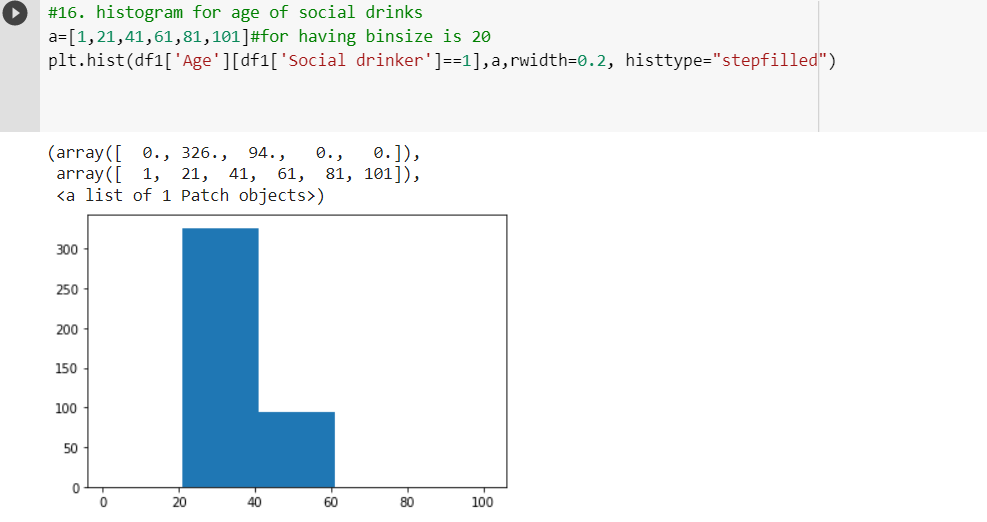 #16. histogram for age of social drinks
a=[1,21,41,61,81,101]#for having binsize is 20
plt.hist(df1['Age'][df1['Social drinker']==1],a,rwidth=0.2, histtype="stepfilled")
(array([  0., 326.,  94.,   0.,   0.]),
 array([  1,  21,  41,  61,  81, 101]),
 <a list of 1 Patch objects>)
300
250
200
150
100
50
0
0 20 40 60 80 100